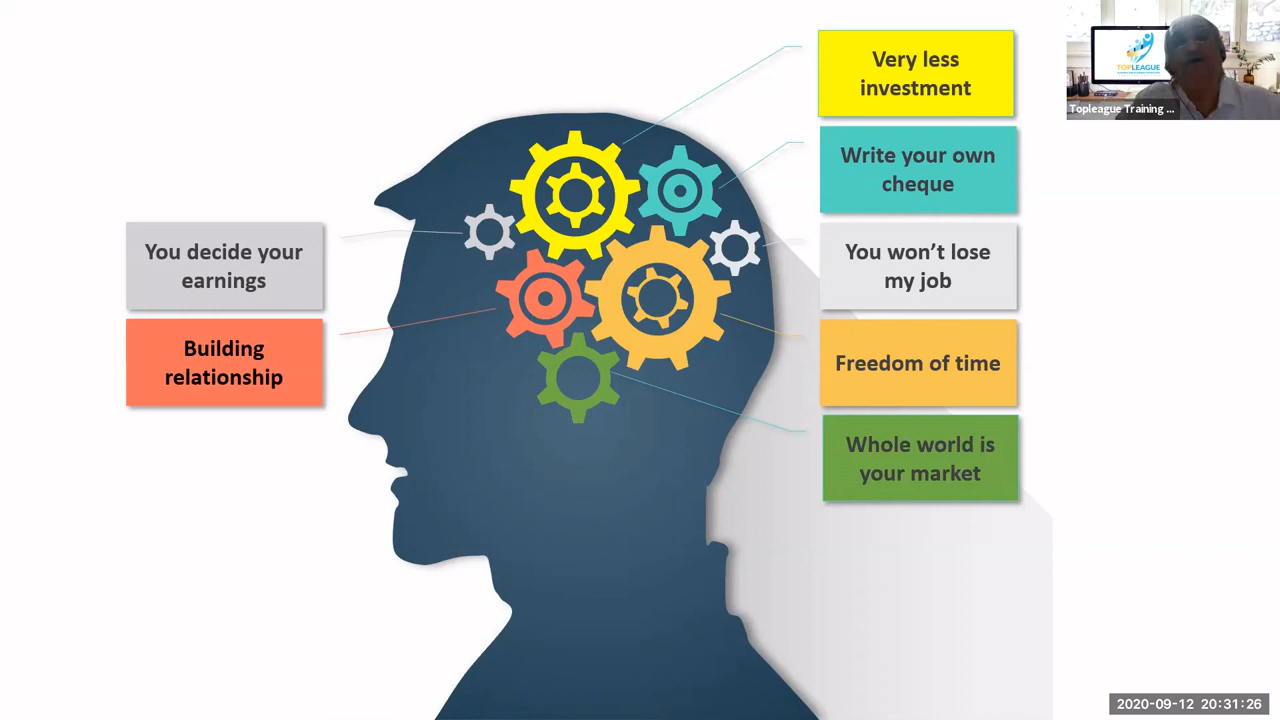 Very less
investment
Write your own
cheque
You decide your
earnings
You won’t lose
my job
Building
relationship
Freedom of time
Whole world is
your market
TOPLEAGUE
Topleague Training ...
2020-09-12 20:31:26